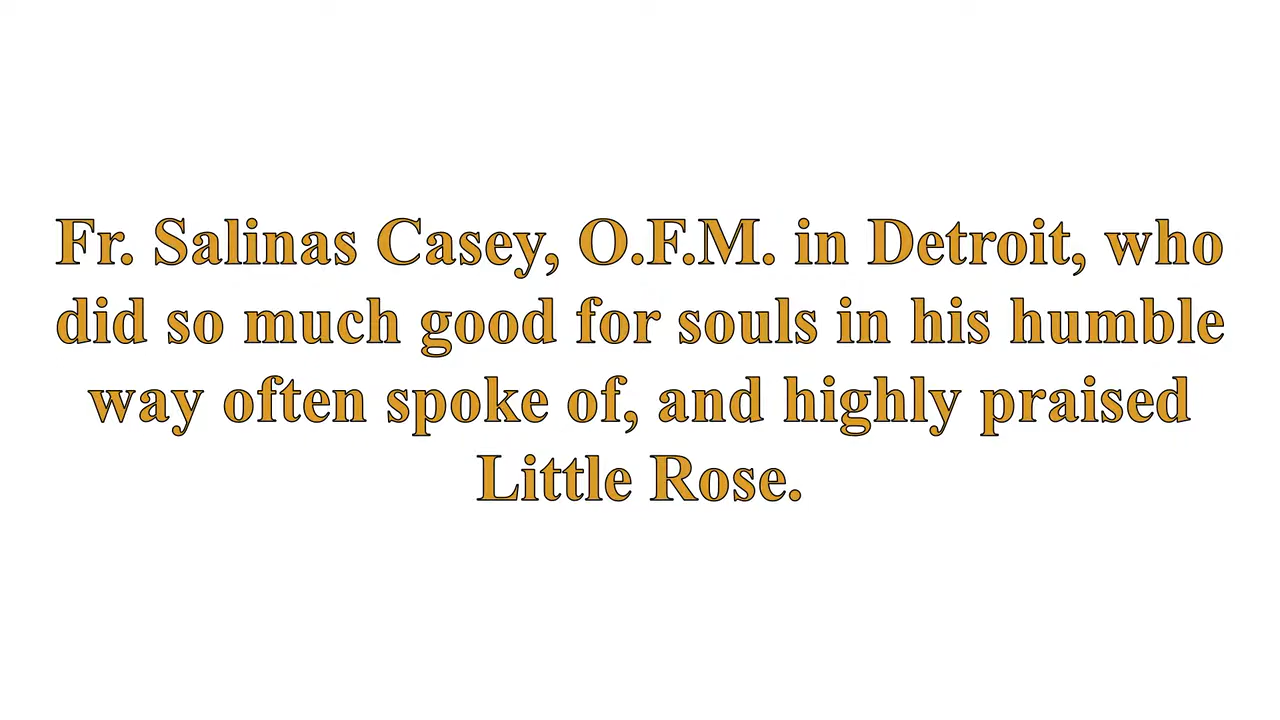 Fr. Salinas Casey, O.F.M. in Detroit, who
did so much good for souls in his humble
way often spoke of, and highly praised
Little Rose.